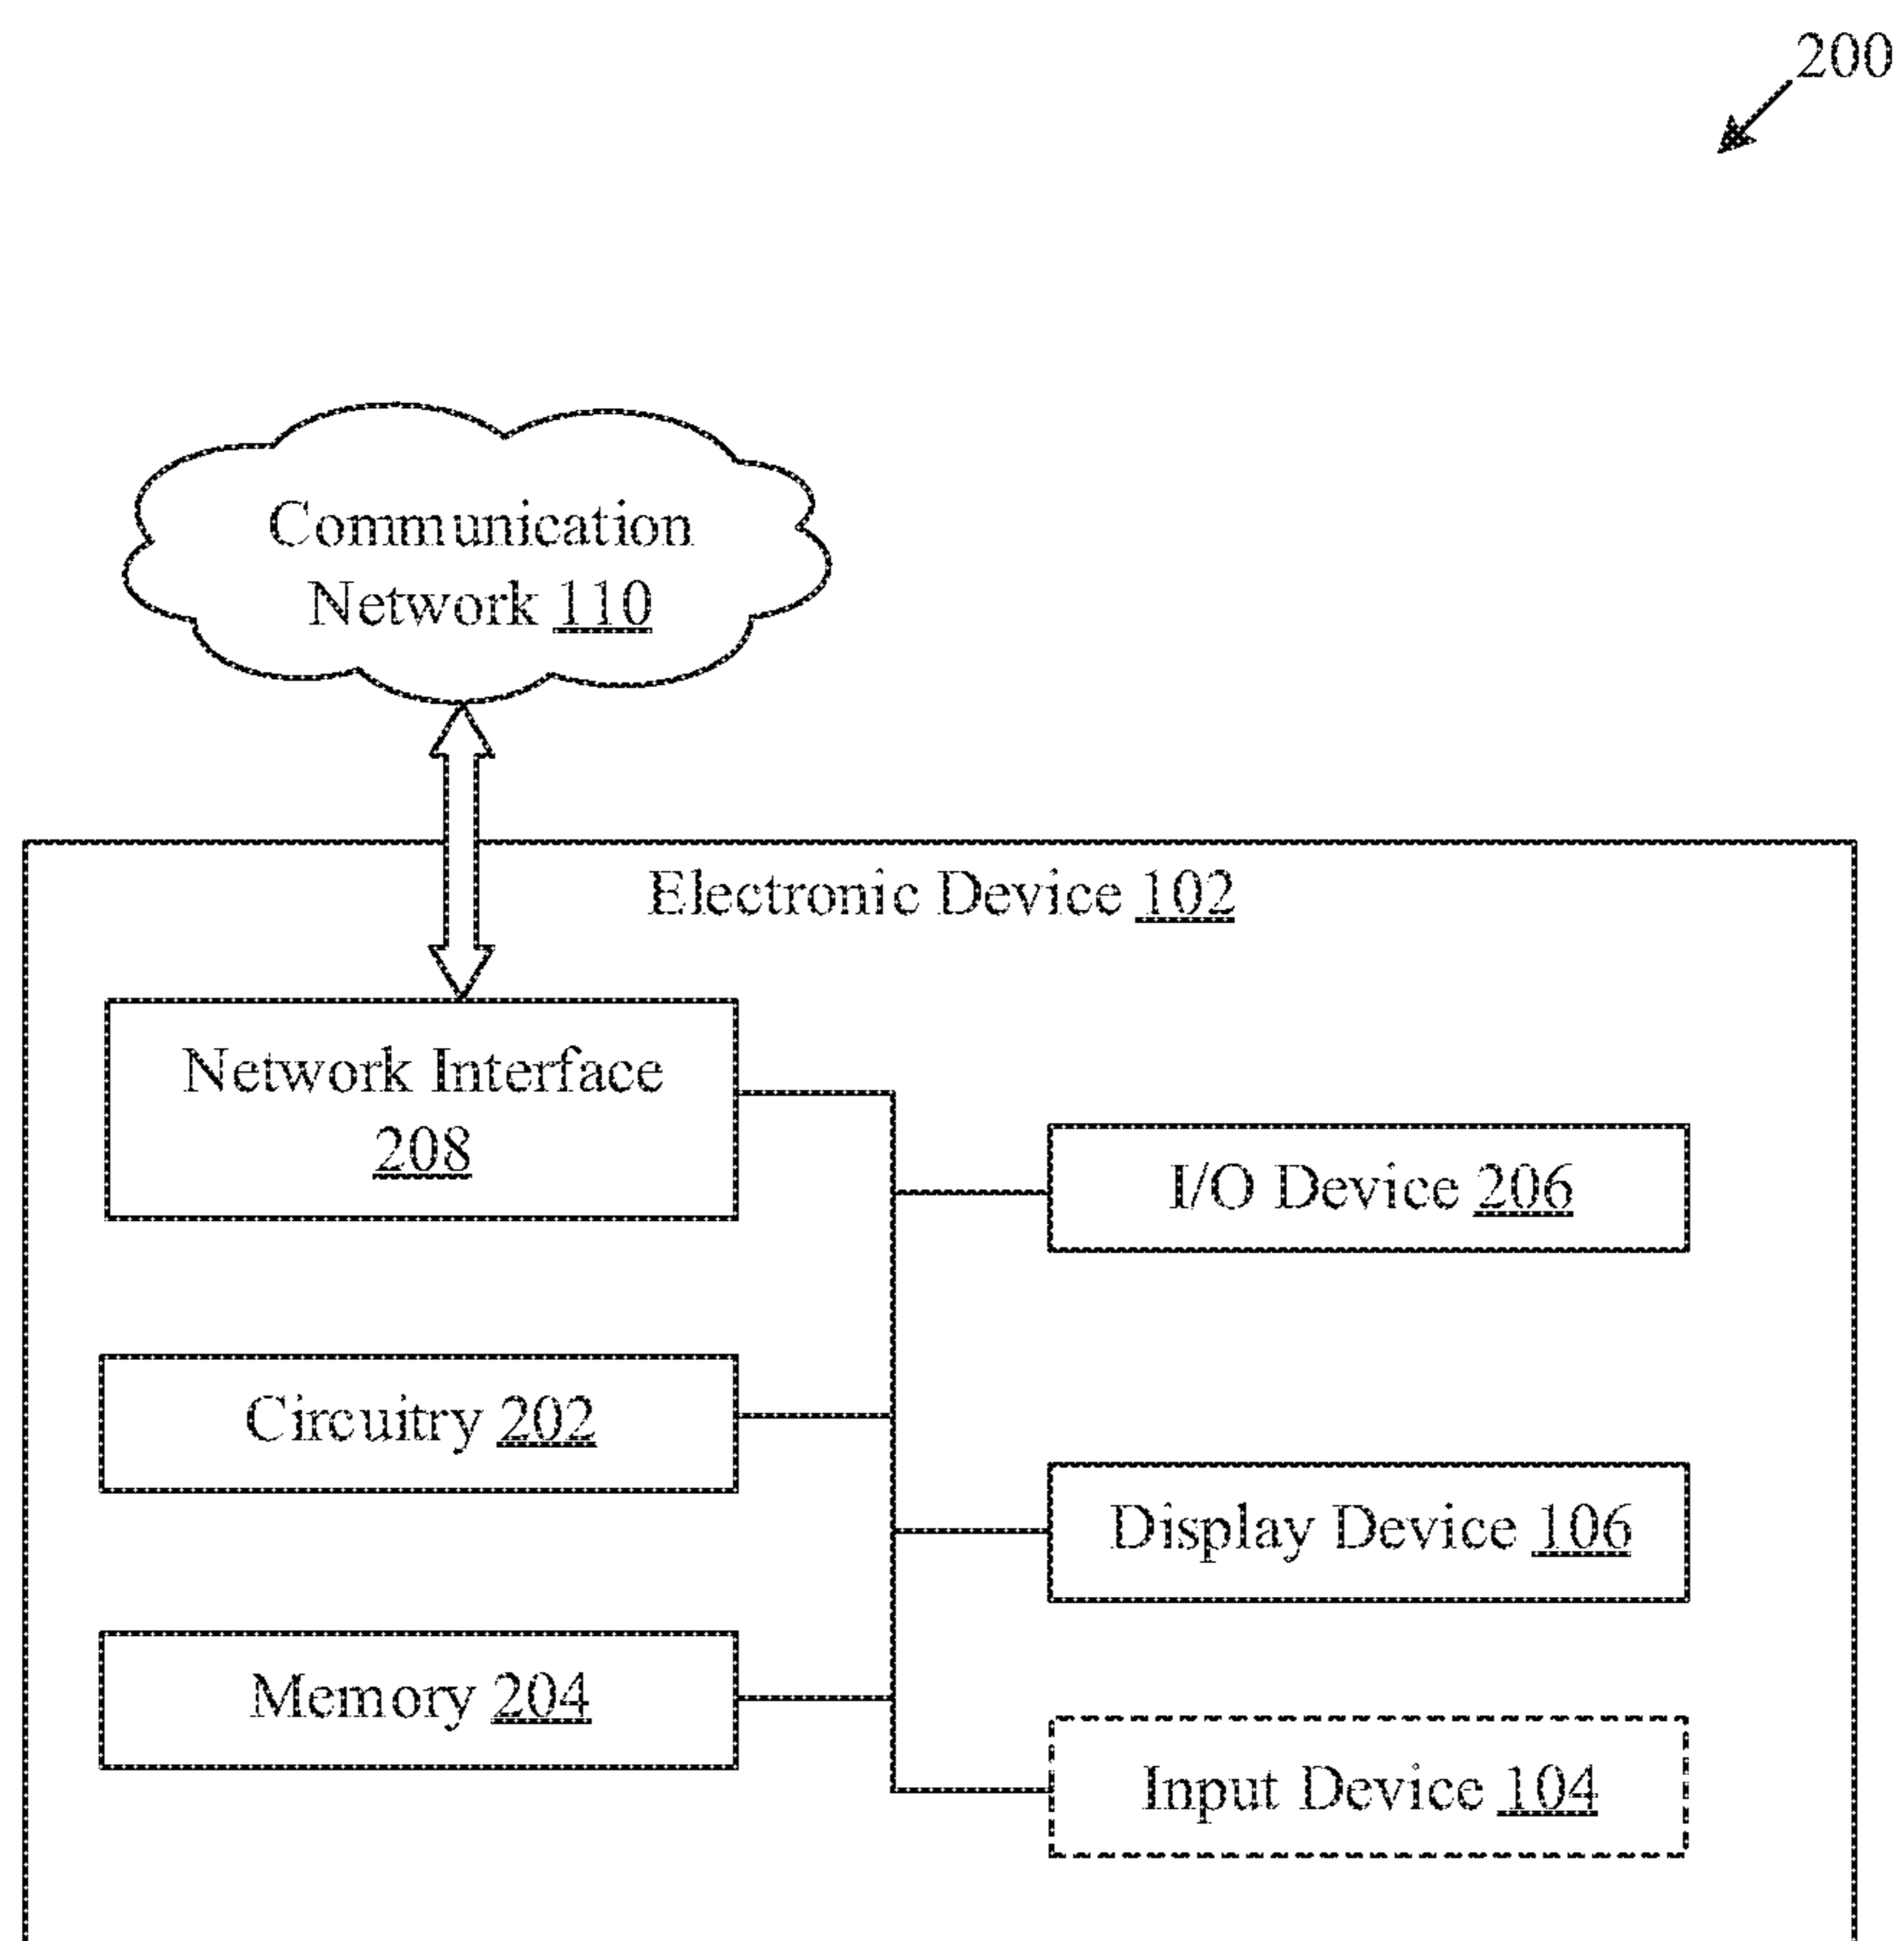 200
Communication
Network 110
Electronic Device 102
Network Interface
208
I/O Device 206
Circuitry 202
Display Device 106
Memory 204
Input Device 104